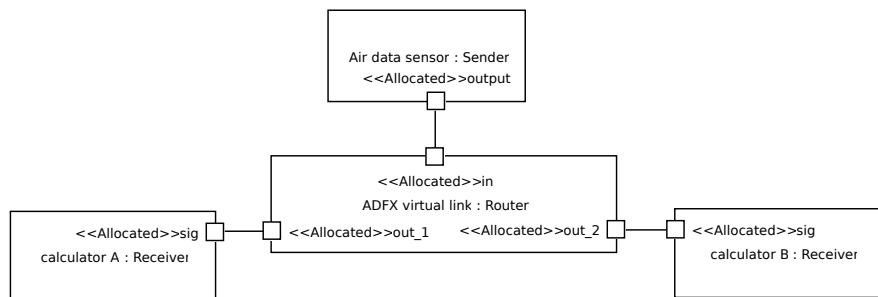 Air data sensor : Sender
<<Allocated>>output
<<Allocated>>in
ADFX virtual link : Router
<<Allocated>>out_1
<<Allocated>>out_2
<<Allocated>>sig
calculator A : Receiver
<<Allocated>>sig
calculator B : Receiver